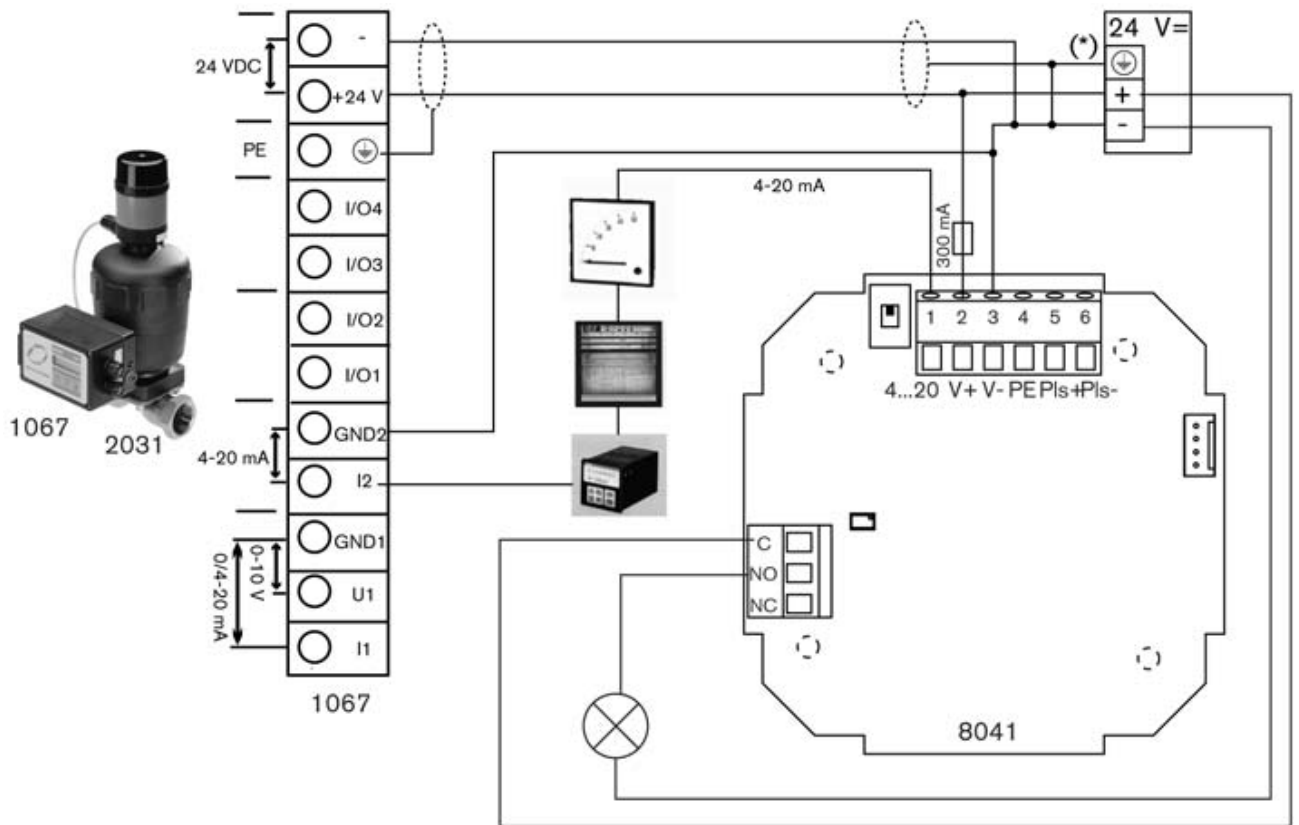 24 VDC
PE
4-20 mA
0-10 V
0/4-20 mA
1067
2031
-
+24 V
I/O4
I/O3
I/O2
I/O1
GND2
I2
GND1
U1
I1
1067
4-20 mA
300 mA
(*)
24 V=
+
-
1 2 3 4 5 6
4...20 V+ V- PE Pls+ Pls-
C
NO
NC
8041